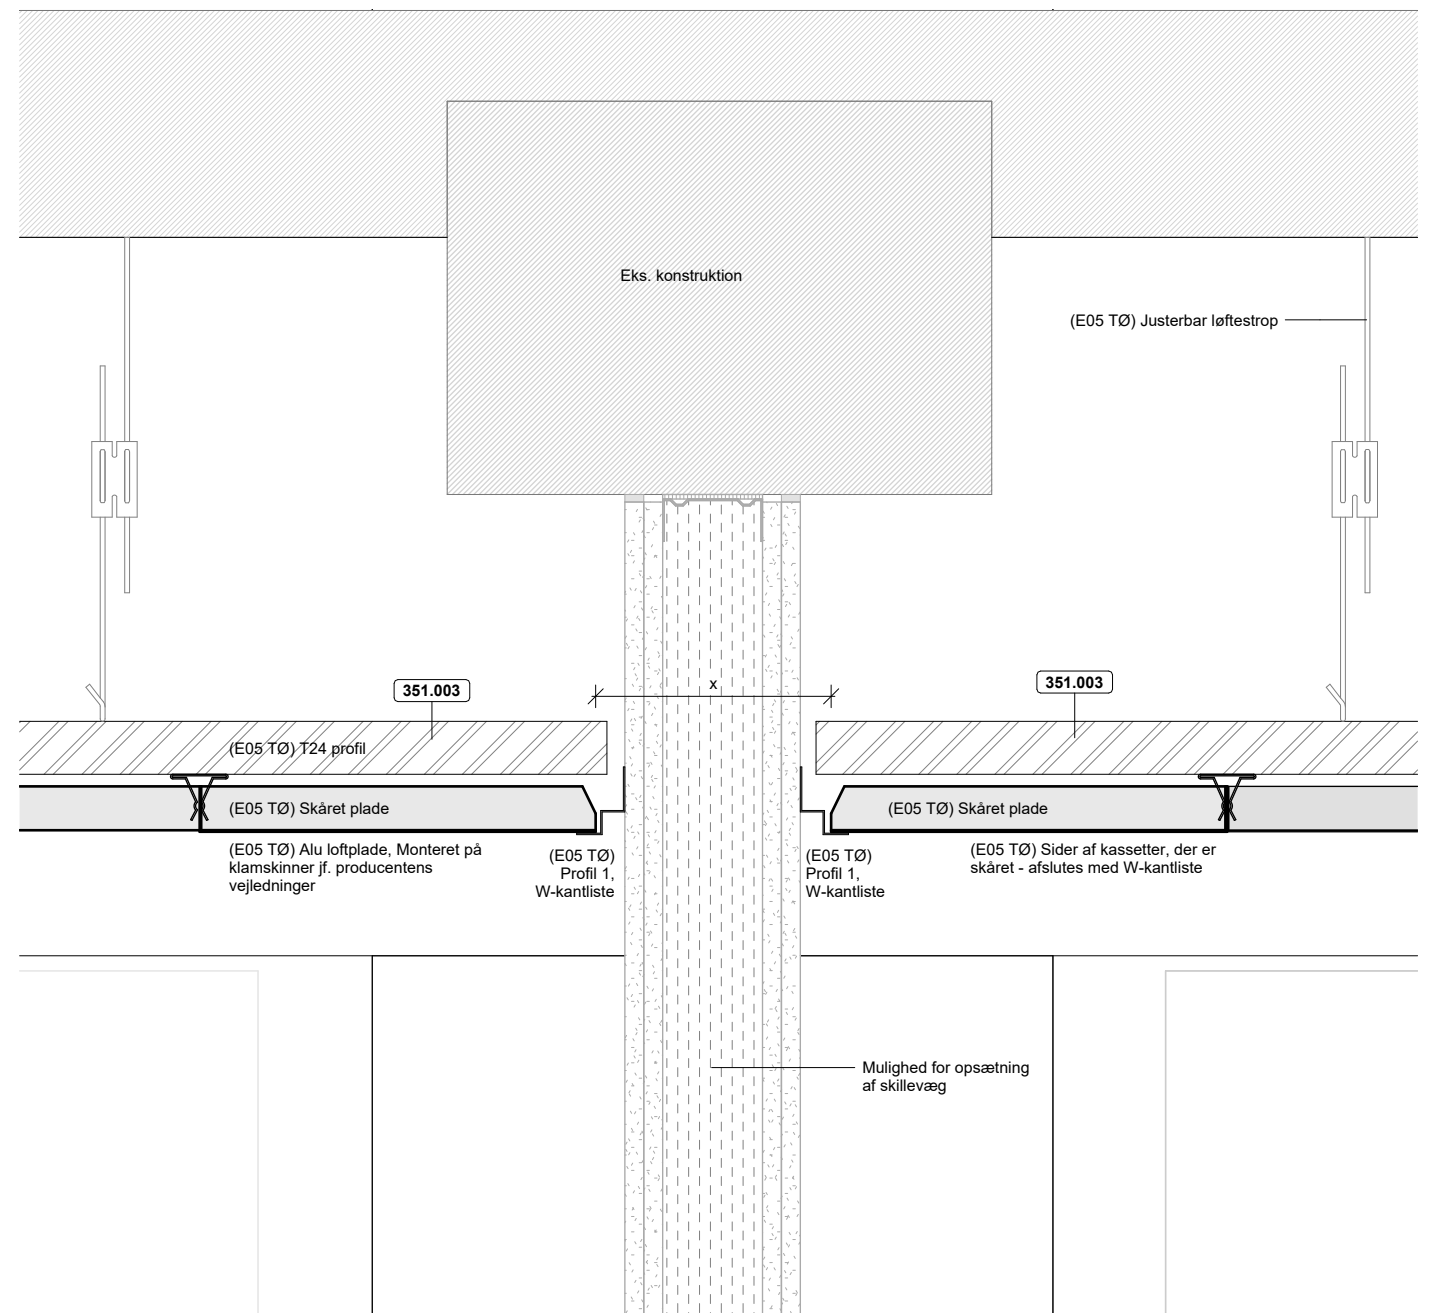 Eks. konstruktion
(E05 TØ) Justerbar løftestrop
x
351.003
351.003
(E05 TØ) T24 profil
(E05 TØ) Skåret plade
(E05 TØ) Skåret plade
(E05 TØ) Alu loftplade, Monteret på
klamskinner jf. producentens
vejledninger
(E05 TØ)
Profil 1,
W-kantliste
(E05 TØ)
Profil 1,
W-kantliste
(E05 TØ) Sider af kassetter, der er
skåret - afslutes med W-kantliste
Mulighed for opsætning
af skillevæg